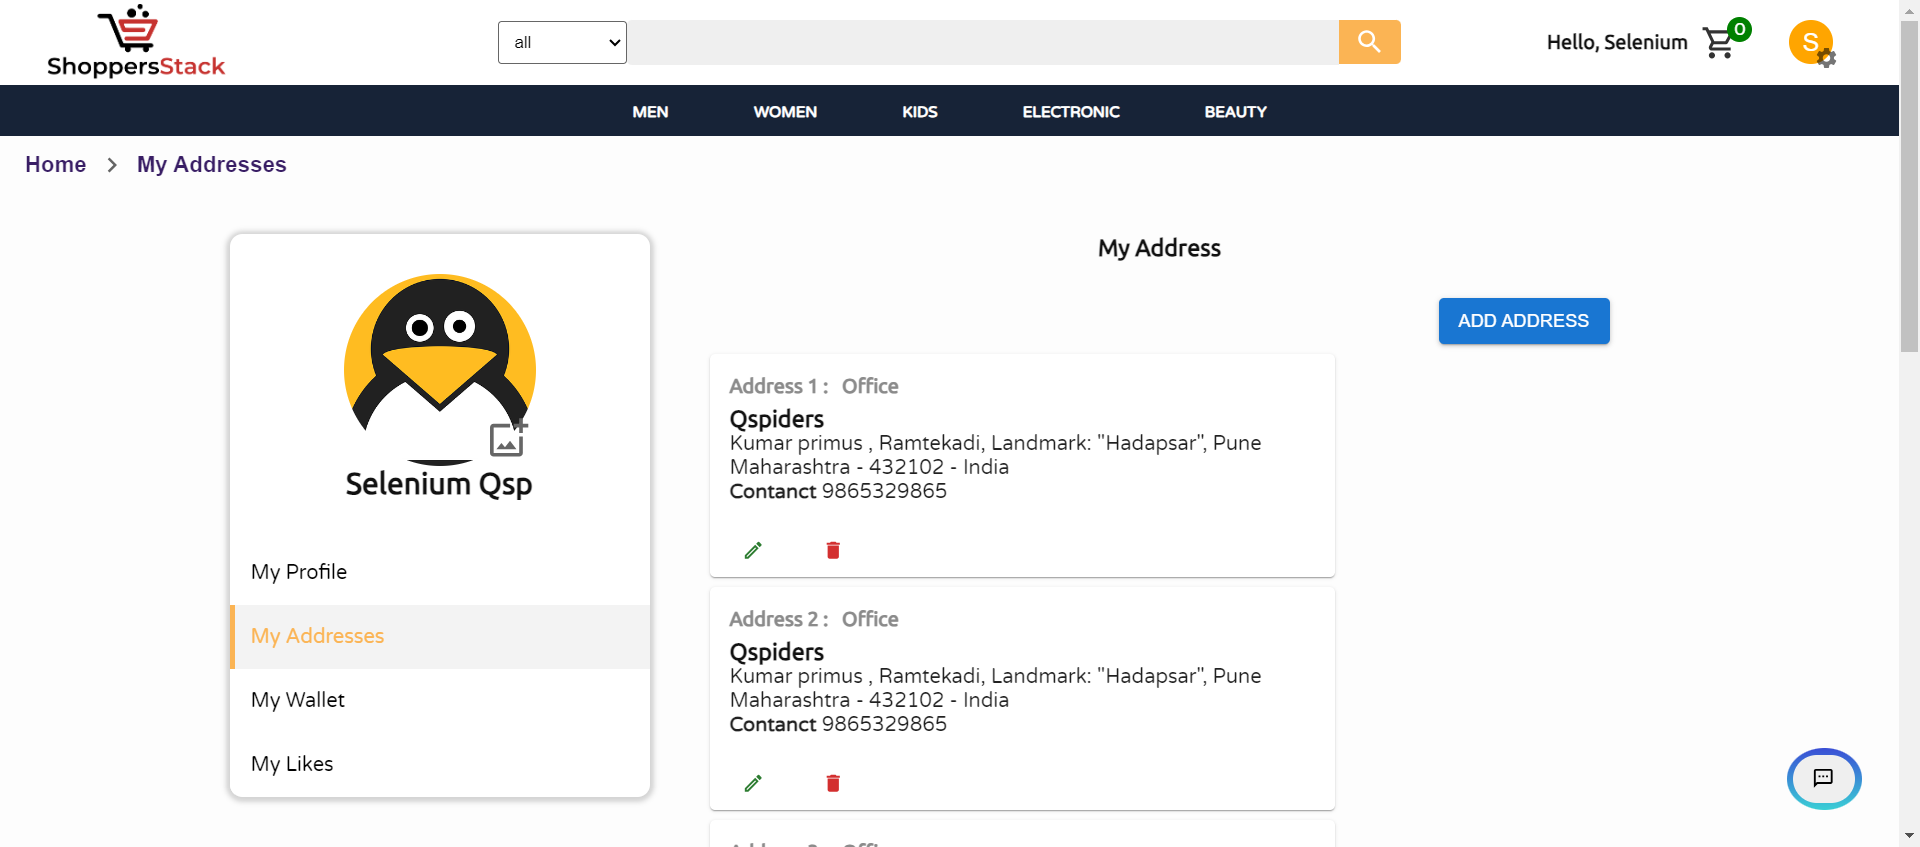 ShoppersStack
all
Hello, Selenium
0
S
MEN WOMEN KIDS ELECTRONIC BEAUTY
Home > My Addresses
Selenium Qsp
My Profile
My Addresses
My Wallet
My Likes
My Address
ADD ADDRESS
Address 1 : Office
Qspiders
Kumar primus , Ramtekadi, Landmark: "Hadapsar", Pune
Maharashtra - 432102 - India
Contanct 9865329865
Address 2 : Office
Qspiders
Kumar primus , Ramtekadi, Landmark: "Hadapsar", Pune
Maharashtra - 432102 - India
Contanct 9865329865